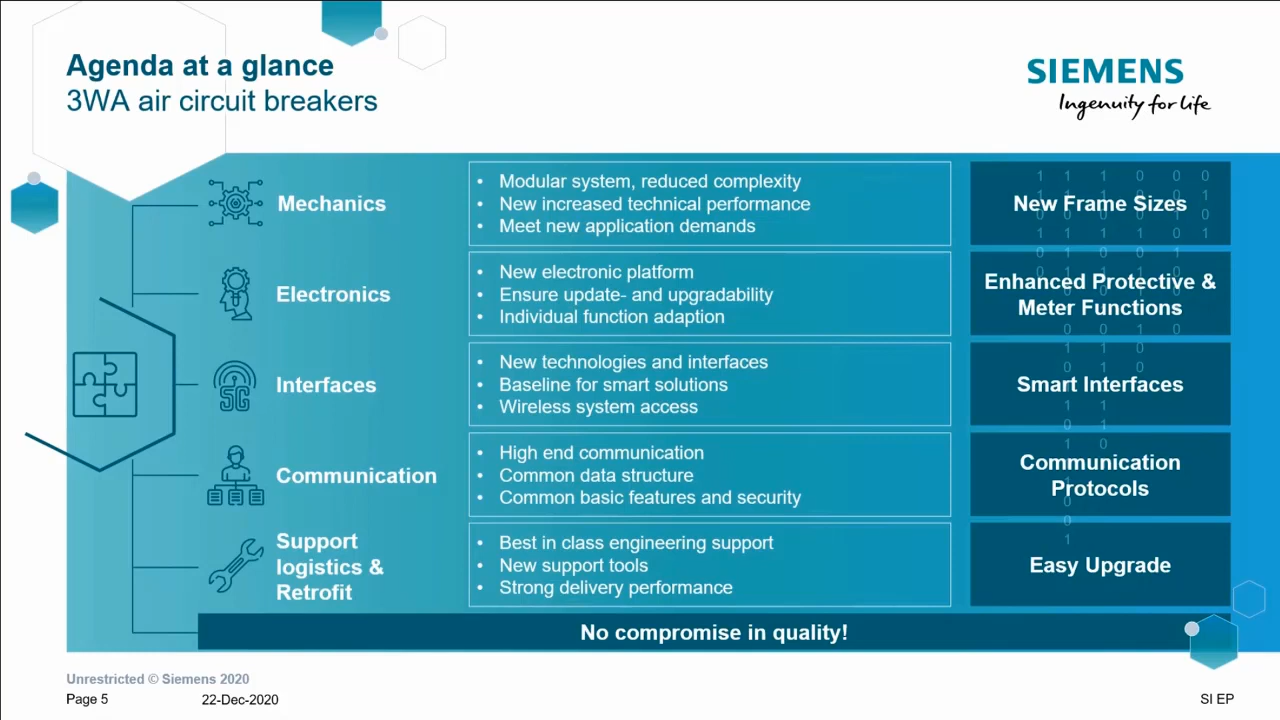 Agenda at a glance
3WA air circuit breakers
SIEMENS
Ingenuity for life
Mechanics
• Modular system, reduced complexity
• New increased technical performance
• Meet new application demands
New Frame Sizes
Electronics
• New electronic platform
• Ensure update- and upgradability
• Individual function adaption
Enhanced Protective &
Meter Functions
Interfaces
5G
• New technologies and interfaces
• Baseline for smart solutions
• Wireless system access
Smart Interfaces
Communication
• High end communication
• Common data structure
• Common basic features and security
Communication
Protocols
Support
logistics &
Retrofit
• Best in class engineering support
• New support tools
• Strong delivery performance
Easy Upgrade
No compromise in quality!
Unrestricted © Siemens 2020
Page 5
22-Dec-2020
SI EP